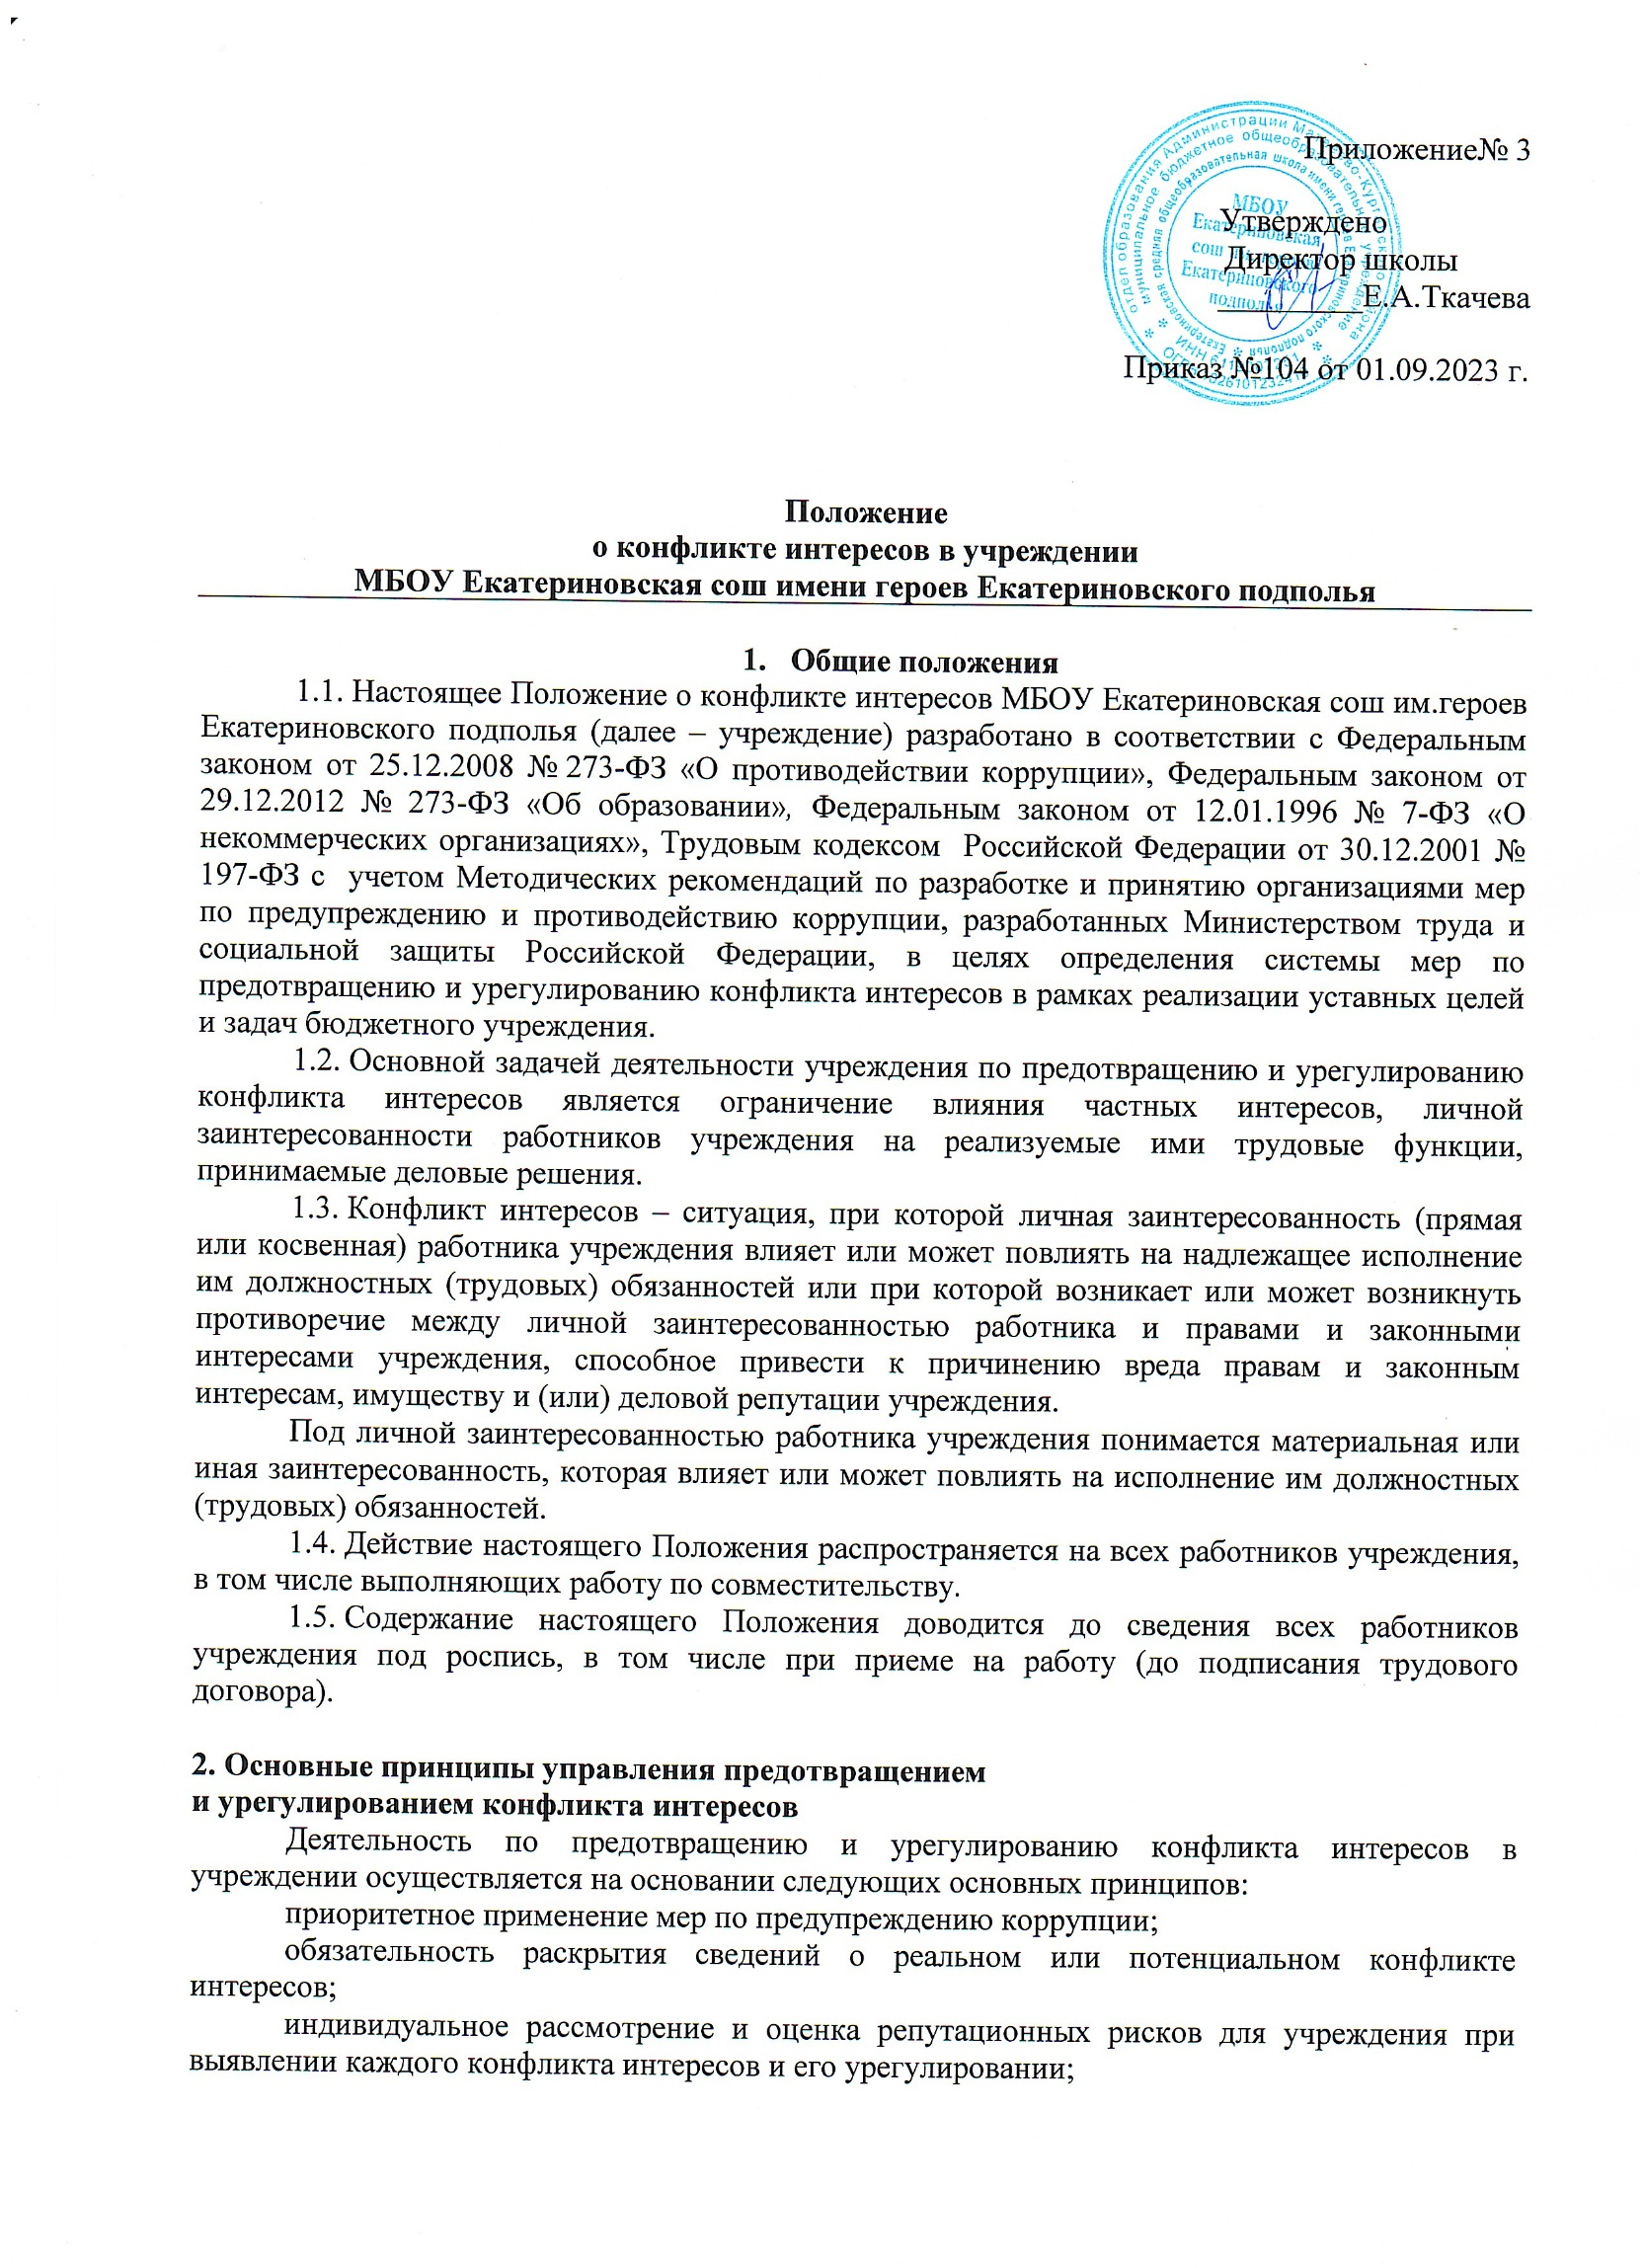 Приложение№ 3
Утверждено
Директор школы
Е.А.Ткачева
Приказ №104 от 01.09.2023 г.
МБОУ
Екатериновская
сош
Екатериновского
подполья
Положение
о конфликте интересов в учреждении
МБОУ Екатериновская сош имени героев Екатериновского подполья
1. Общие положения
1.1. Настоящее Положение о конфликте интересов МБОУ Екатериновская сош им.героев
Екатериновского подполья (далее – учреждение) разработано в соответствии с Федеральным
законом от 25.12.2008 № 273-ФЗ «О противодействии коррупции», Федеральным законом от
29.12.2012 № 273-ФЗ «Об образовании», Федеральным законом от 12.01.1996 № 7-ФЗ «О
некоммерческих организациях», Трудовым кодексом Российской Федерации от 30.12.2001 №
197-ФЗ с учетом Методических рекомендаций по разработке и принятию организациями мер
по предупреждению и противодействию коррупции, разработанных Министерством труда и
социальной защиты Российской Федерации, в целях определения системы мер по
предотвращению и урегулированию конфликта интересов в рамках реализации уставных целей
и задач бюджетного учреждения.
1.2. Основной задачей деятельности учреждения по предотвращению и урегулированию
конфликта интересов является ограничение влияния частных интересов, личной
заинтересованности работников учреждения на реализуемые ими трудовые функции,
принимаемые деловые решения.
1.3. Конфликт интересов – ситуация, при которой личная заинтересованность (прямая
или косвенная) работника учреждения влияет или может повлиять на надлежащее исполнение
им должностных (трудовых) обязанностей или при которой возникает или может возникнуть
противоречие между личной заинтересованностью работника и правами и законными
интересами учреждения, способное привести к причинению вреда правам и законным
интересам, имуществу и (или) деловой репутации учреждения.
Под личной заинтересованностью работника учреждения понимается материальная или
иная заинтересованность, которая влияет или может повлиять на исполнение им должностных
(трудовых) обязанностей.
1.4. Действие настоящего Положения распространяется на всех работников учреждения,
в том числе выполняющих работу по совместительству.
1.5. Содержание настоящего Положения доводится до сведения всех работников
учреждения под роспись, в том числе при приеме на работу (до подписания трудового
договора).
2. Основные принципы управления предотвращением
и урегулированием конфликта интересов
Деятельность по предотвращению и урегулированию конфликта интересов в
учреждении осуществляется на основании следующих основных принципов:
приоритетное применение мер по предупреждению коррупции;
обязательность раскрытия сведений о реальном или потенциальном конфликте
интересов;
индивидуальное рассмотрение и оценка репутационных рисков для учреждения при
выявлении каждого конфликта интересов и его урегулировании;